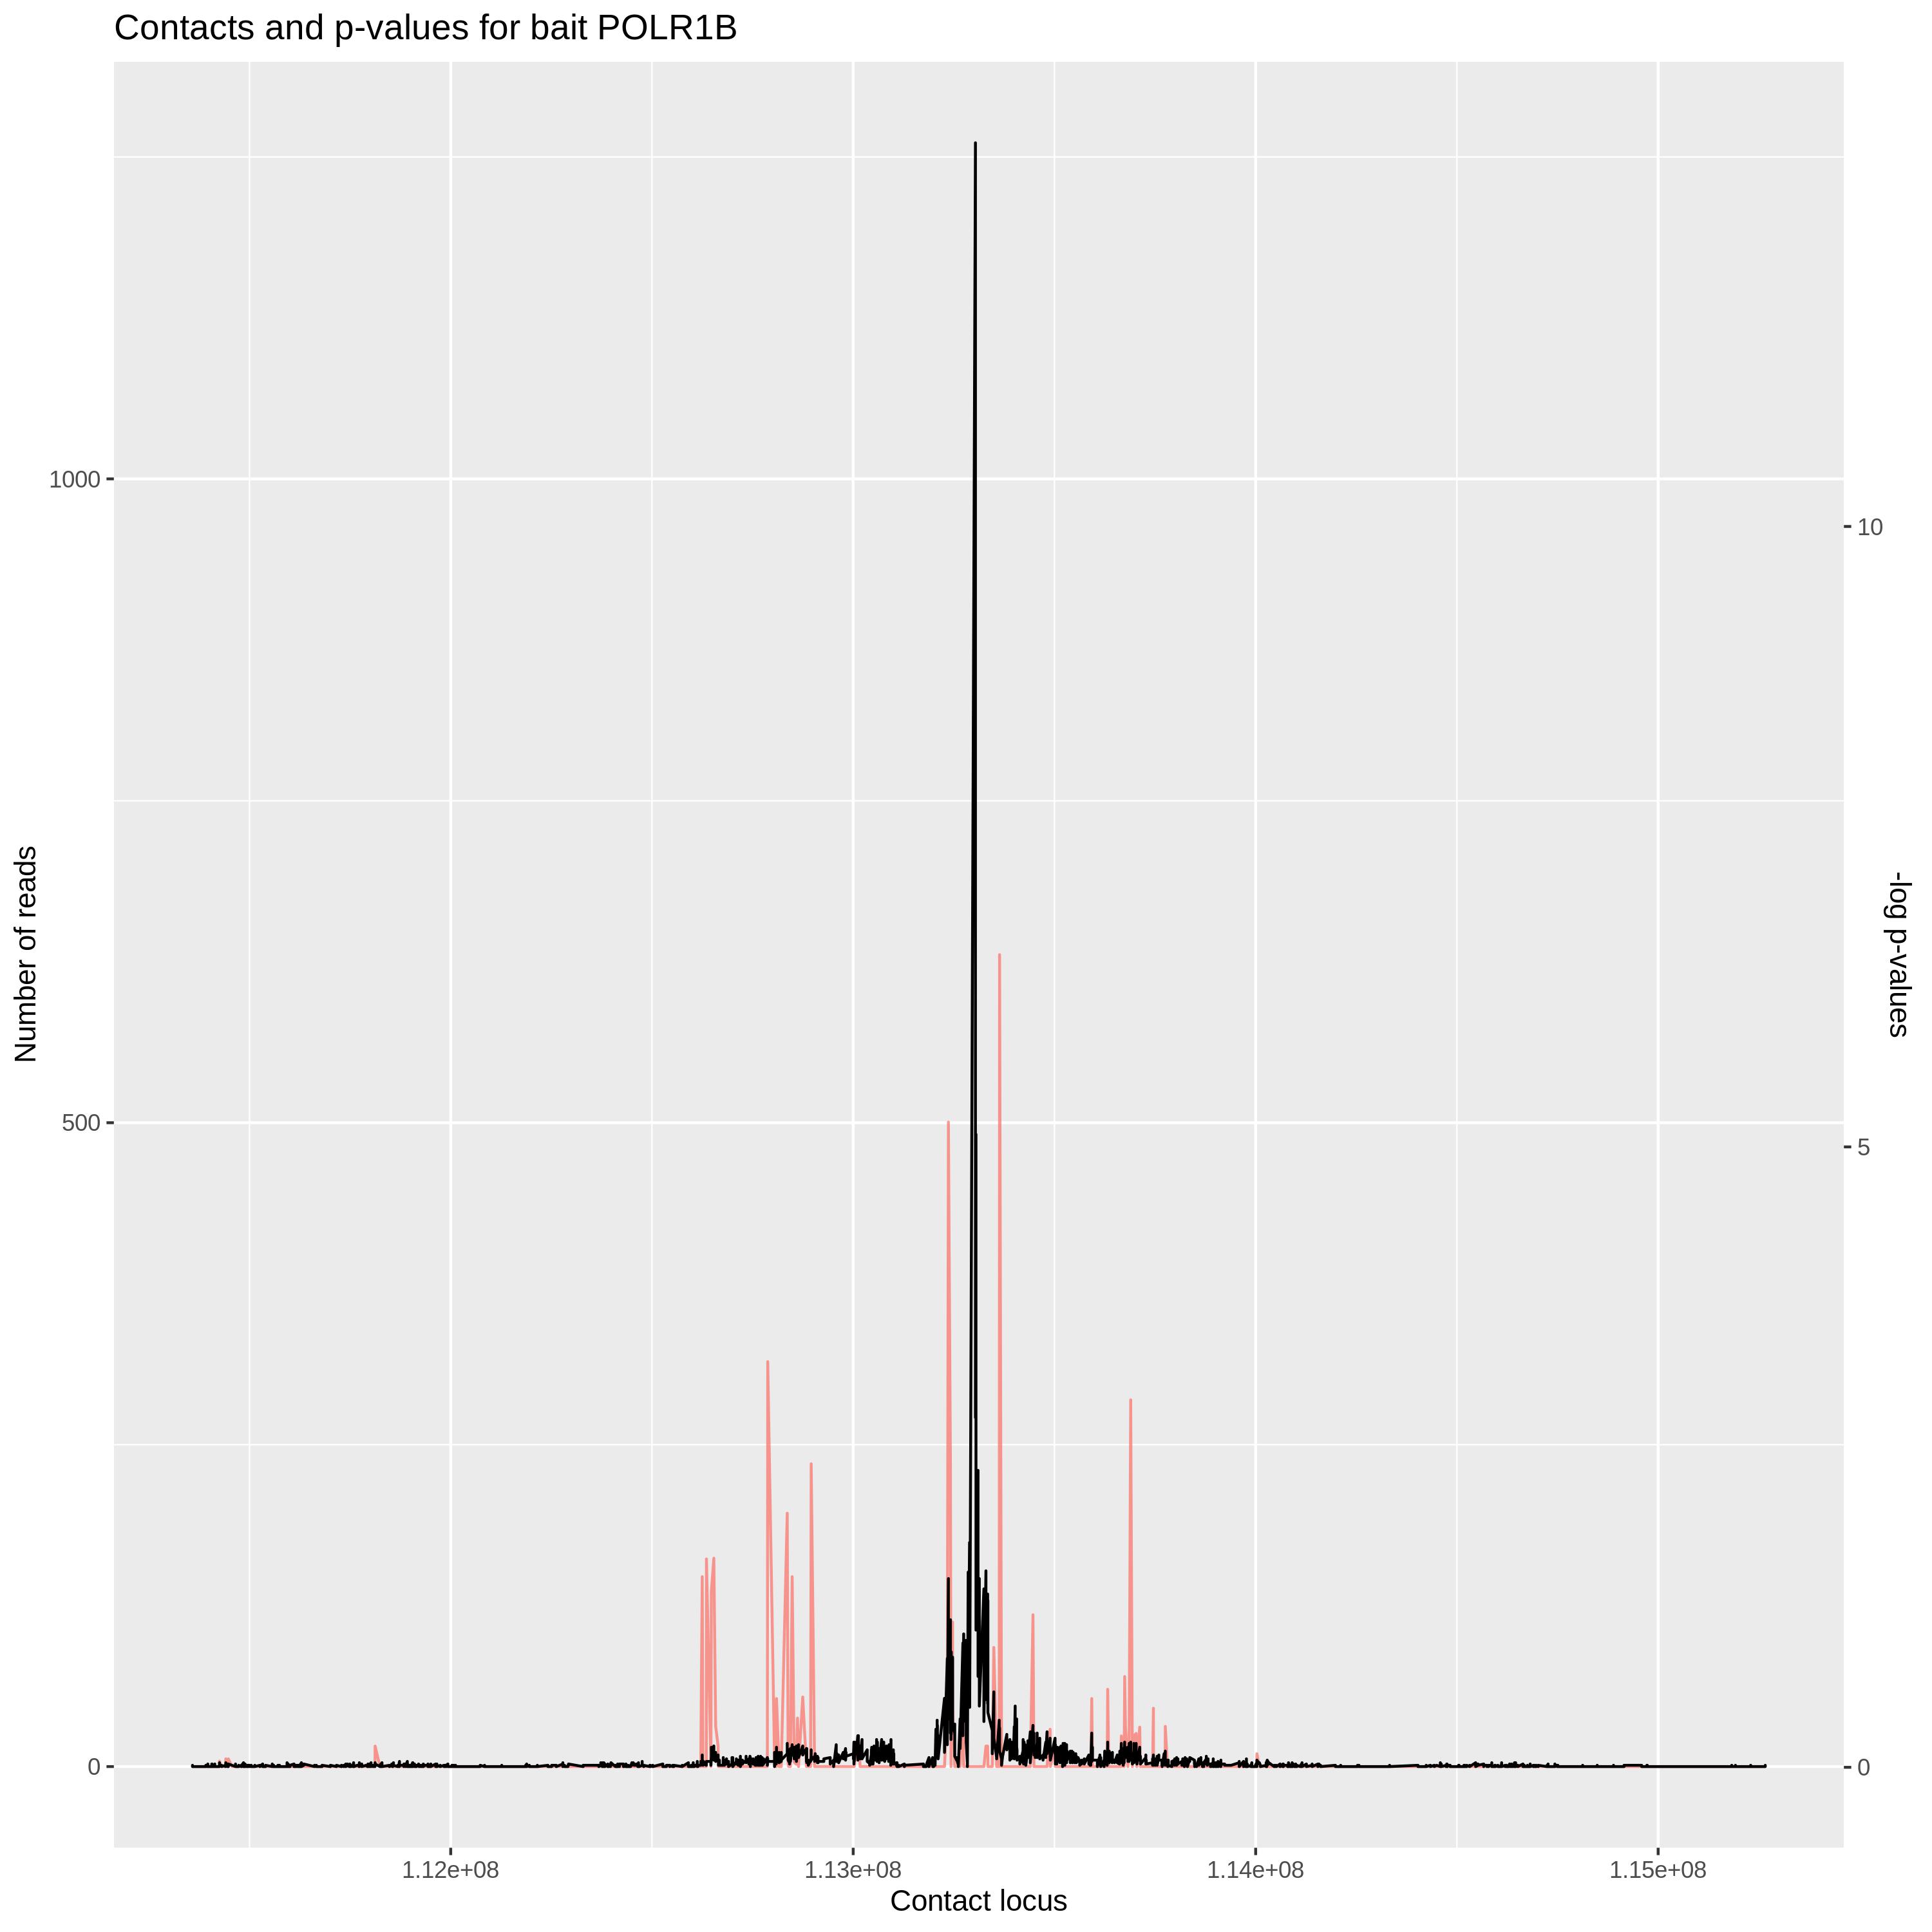 Contacts and p-values for bait POLR1B
1000
500
0
Number of reads
10
5
0
-log p-values
1.12e+08
1.13e+08
1.14e+08
1.15e+08
Contact locus